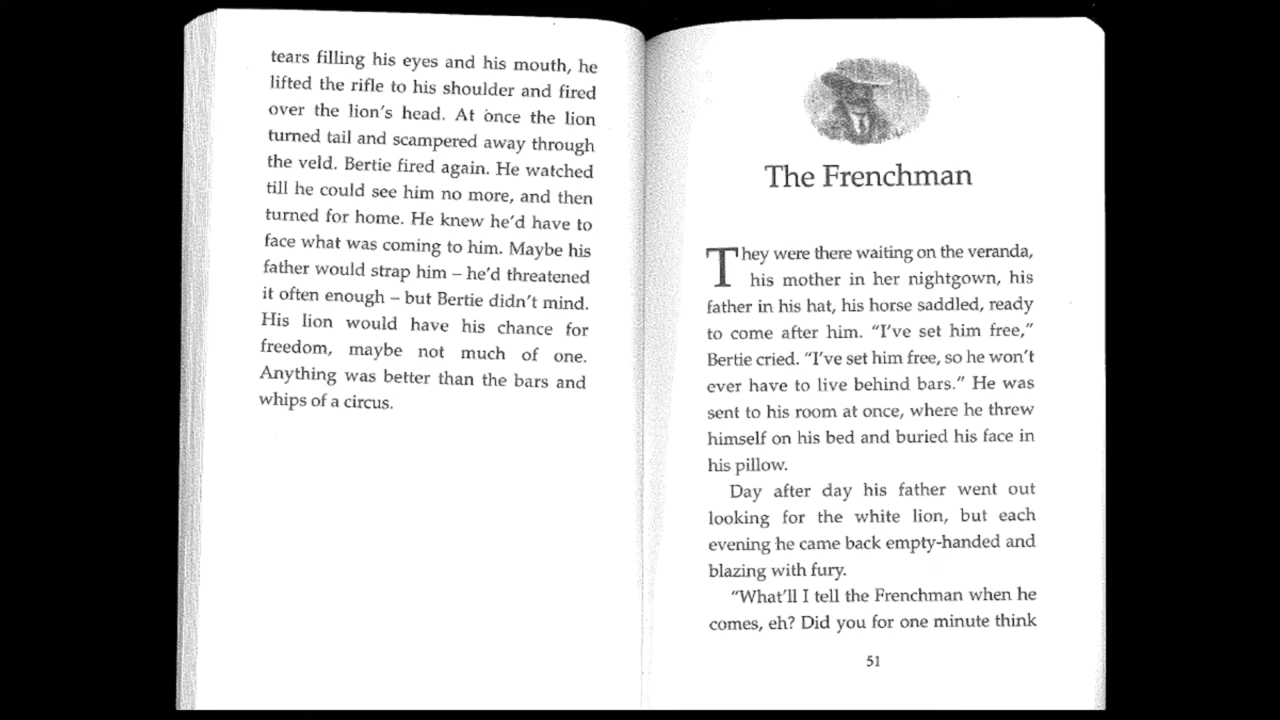 tears filling his eyes and his mouth, he
lifted the rifle to his shoulder and fired
over the lion's head. At once the lion
turned tail and scampered away through
the veld. Bertie fired again. He watched
till he could see him no more, and then
turned for home. He knew he'd have to
face what was coming to him. Maybe his
father would strap him – he'd threatened
it often enough – but Bertie didn't mind.
His lion would have his chance for
freedom, maybe not much of one.
Anything was better than the bars and
whips of a circus.
The Frenchman
They were there waiting on the veranda,
his mother in her nightgown, his
father in his hat, his horse saddled, ready
to come after him. “I've set him free,”
Bertie cried. “I've set him free, so he won't
ever have to live behind bars.” He was
sent to his room at once, where he threw
himself on his bed and buried his face in
his pillow.
Day after day his father went out
looking for the white lion, but each
evening he came back empty-handed and
blazing with fury.
“What'll I tell the Frenchman when he
comes, eh? Did you for one minute think
51